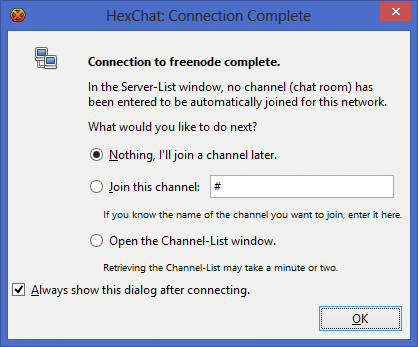 HexChat: Connection Complete
Connection to freenode complete.
In the Server-List window, no channel (chat room) has
been entered to be automatically joined for this network.
What would you like to do next?
Nothing, I'll join a channel later.
Join this channel: #
If you know the name of the channel you want to join, enter it here.
Open the Channel-List window.
Retrieving the Channel-List may take a minute or two.
Always show this dialog after connecting.
OK